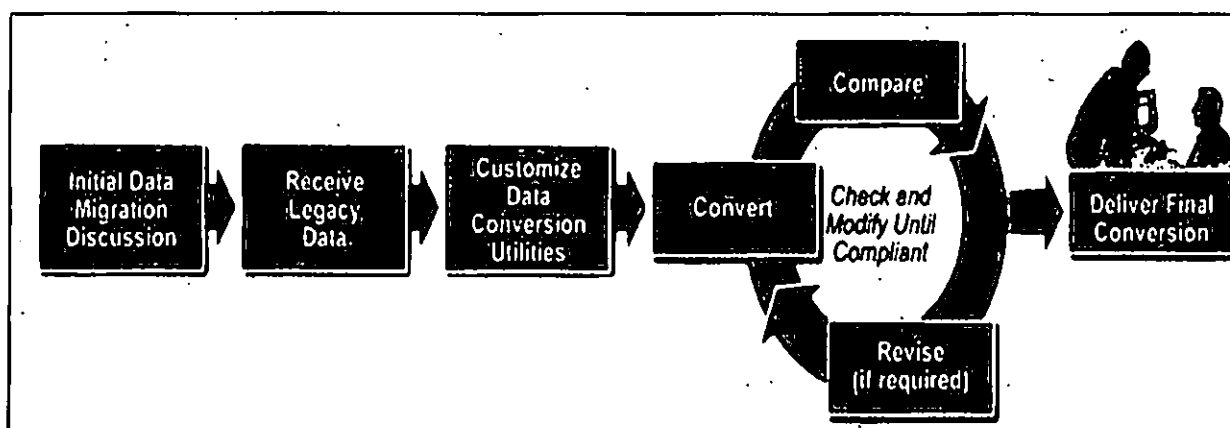 Initial Data
Migration
Discussion
Receive
Legacy
Data
Customize
Data
Conversion
Utilities
Convert
Compare
Check and
Modify Until
Compliant
Revise
(if required)
Deliver Final
Conversion